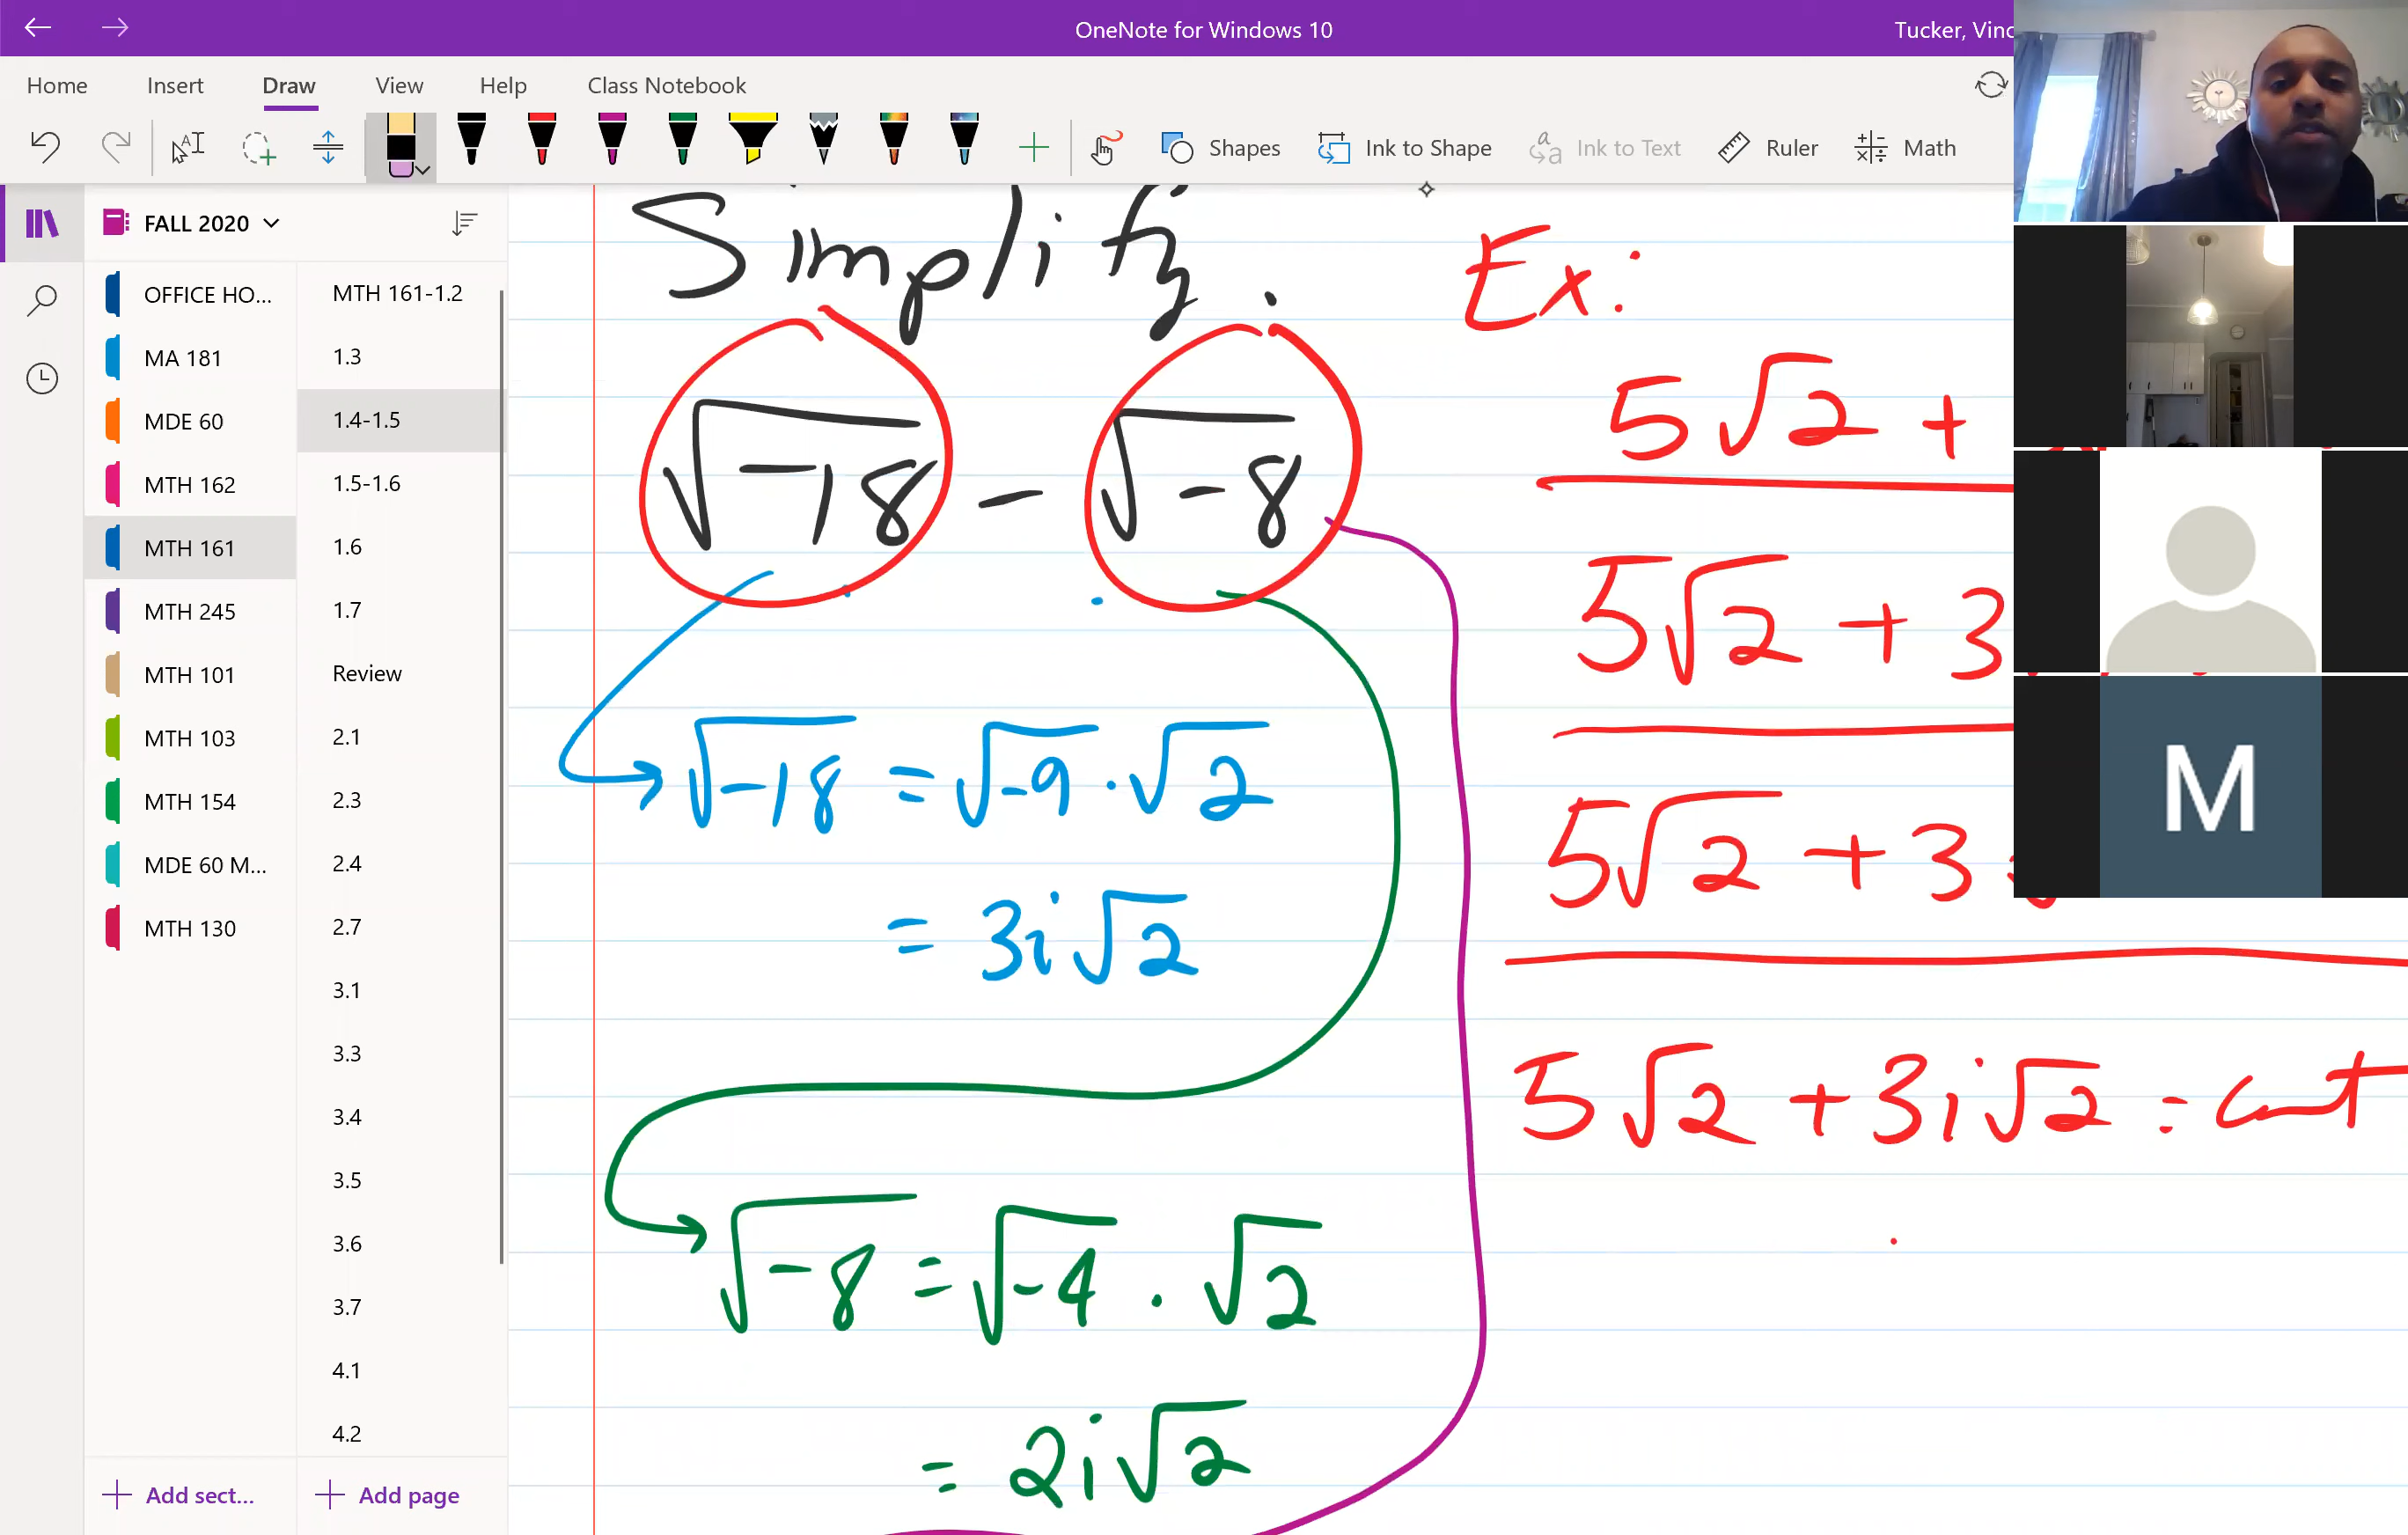 OneNote for Windows 10
Tucker, Vinc
Home Insert Draw View Help Class Notebook
Shapes Ink to Shape Ink to Text Ruler Math
FALL 2020
OFFICE HO...
MA 181
MDE 60
MTH 162
MTH 161
MTH 245
MTH 101
MTH 103
MTH 154
MDE 60 M...
MTH 130
Add sect...
MTH 161-1.2
1.3
1.4-1.5
1.5-1.6
1.6
1.7
Review
2.1
2.3
2.4
2.7
3.1
3.3
3.4
3.5
3.6
3.7
4.1
4.2
Add page
Simplify.
√-18 - √-8
√-18 = √-9 · √2
= 3i√2
√-8 = √-4 · √2
= 2i√2
Ex:
5√2 +
5√2 + 3
5√2 + 3
5√2 + 3i√2 =
M